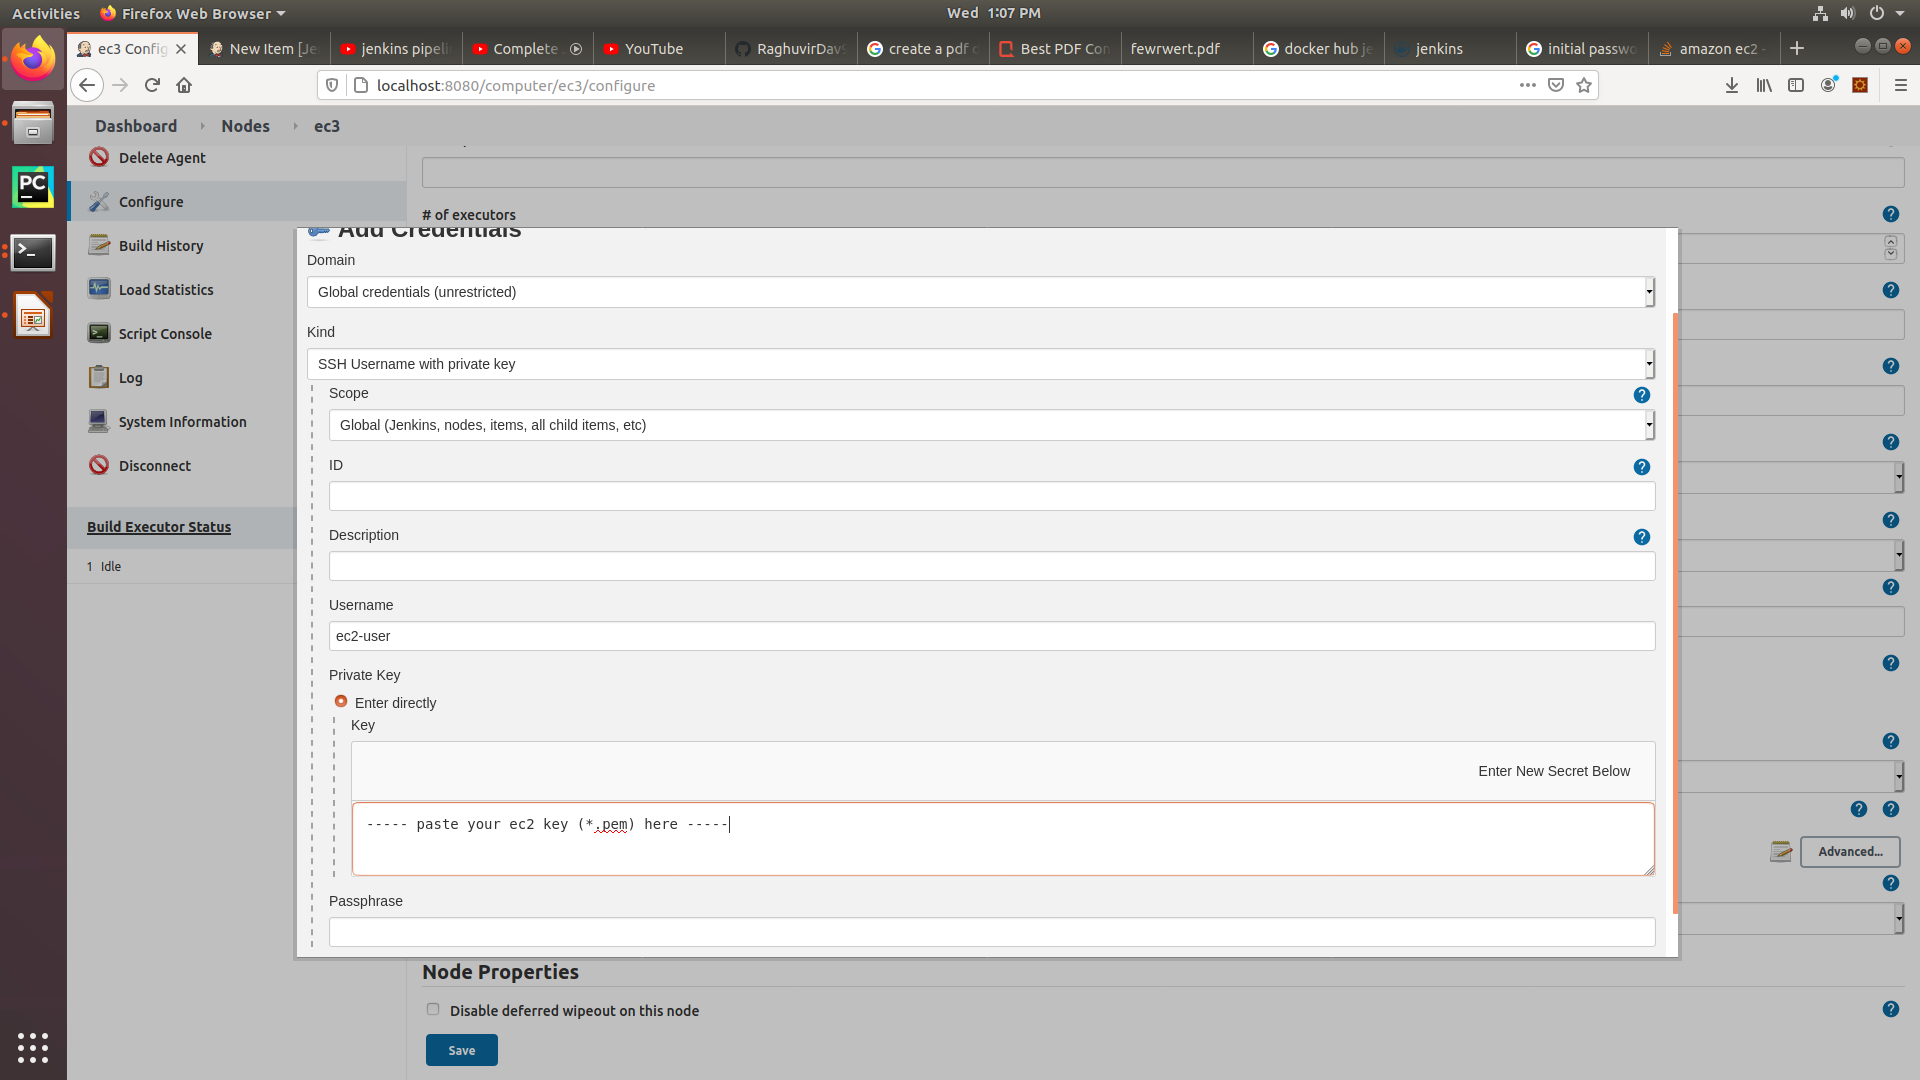 Activities Firefox Web Browser Wed 1:07 PM
ec3 Config New Item [Je jenkins pipeli Complete YouTube RaghuvirDav create a pdf d Best PDF Con fewrwert.pdf docker hub je jenkins initial passwo amazon ec2 -
localhost:8080/computer/ec3/configure
Dashboard Nodes ec3
Delete Agent
Configure
Build History
Load Statistics
Script Console
Log
System Information
Disconnect
Build Executor Status
1 Idle
# of executors
Add Credentials
Domain
Global credentials (unrestricted)
Kind
SSH Username with private key
Scope
Global (Jenkins, nodes, items, all child items, etc)
ID
Description
Username
ec2-user
Private Key
Enter directly
Key
Enter New Secret Below
----- paste your ec2 key (*.pem) here -----
Passphrase
Advanced...
Node Properties
Disable deferred wipeout on this node
Save